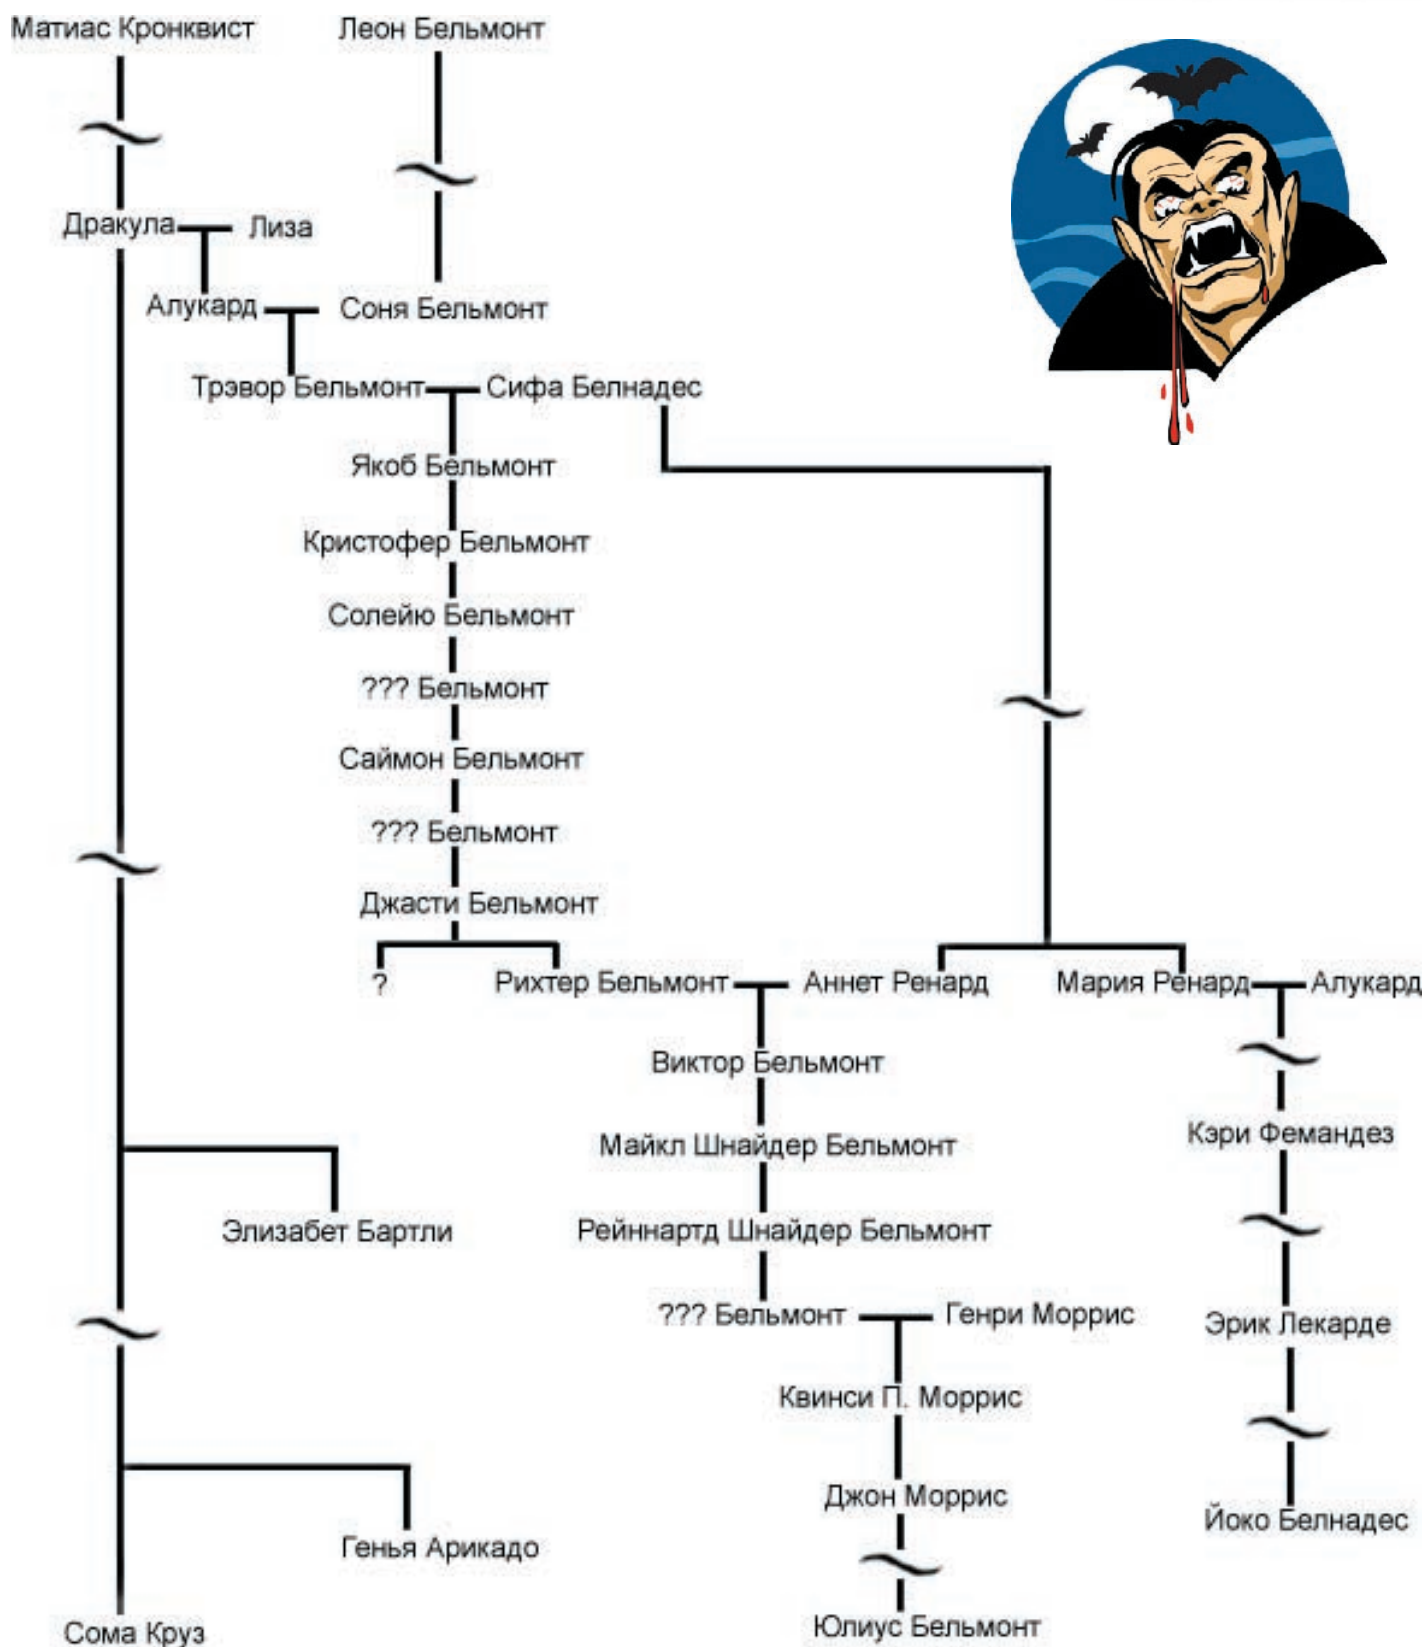 Матиас Кронквист
Леон Бельмонт
Дракула
Лиза
Алукард
Соня Бельмонт
Трэвор Бельмонт
Сифа Белнадес
Якоб Бельмонт
Кристофер Бельмонт
Солейю Бельмонт
??? Бельмонт
Саймон Бельмонт
??? Бельмонт
Джасти Бельмонт
?
Рихтер Бельмонт
Аннет Ренард
Мария Ренард
Алукард
Виктор Бельмонт
Кэри Фемандез
Майкл Шнайдер Бельмонт
Элизабет Бартли
Рейннартд Шнайдер Бельмонт
??? Бельмонт
Генри Моррис
Эрик Лекарде
Квинси П. Моррис
Джон Моррис
Йоко Белнадес
Генья Арикадо
Юлиус Бельмонт
Сома Круз